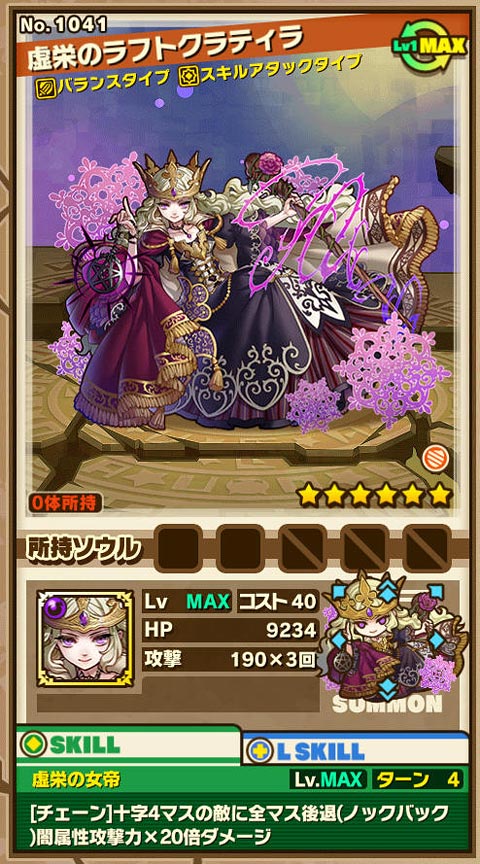 No.1041
虚栄のラフトクラティラ
Lv1 MAX
バランスタイプ スキルアタックタイプ
0体所持
所持ソウル
Lv MAX コスト 40
HP 9234
攻撃 190×3回
SUMMON
SKILL
L SKILL
虚栄の女帝 Lv.MAX ターン 4
[チェーン]十字4マスの敵に全マス後退(ノックバック
)闇属性攻撃力×20倍ダメージ